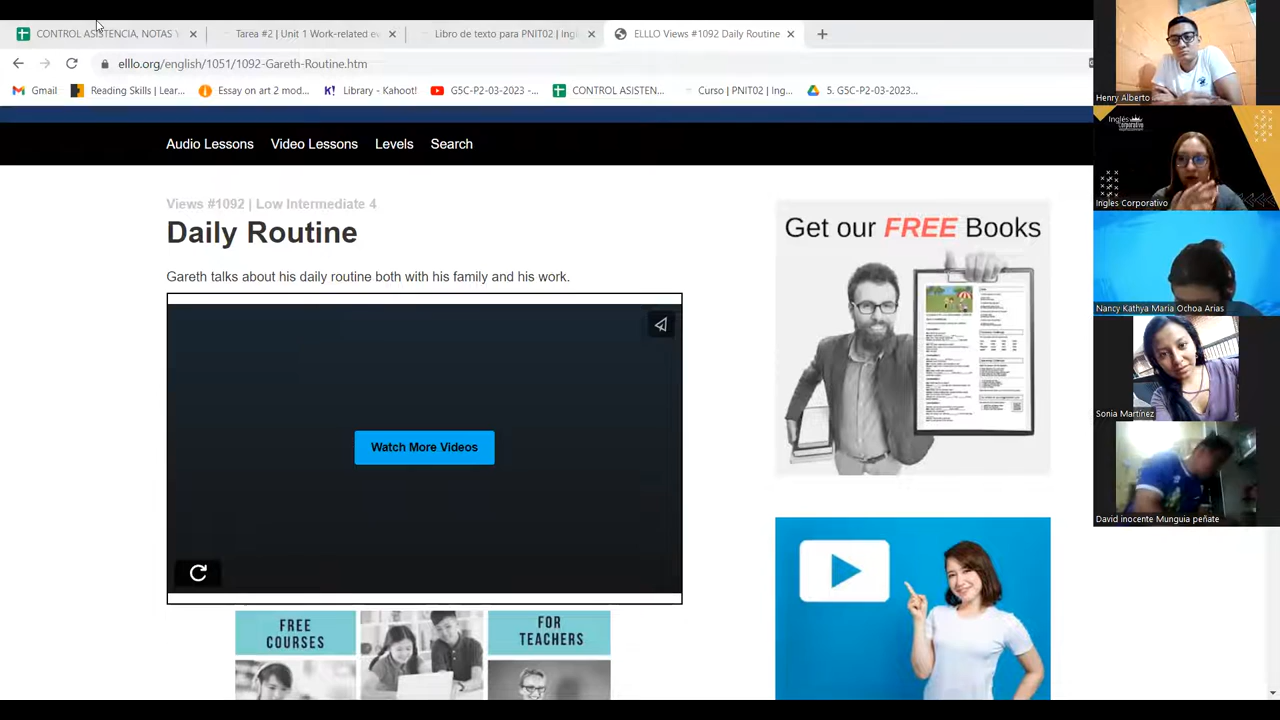 CONTROL ASISTENCIA, NOTAS Y
Tarea #2 | Unit 1 Work-related e
Libro de texto para PNIT02 | Ingl
ELLLO Views #1092 Daily Routine
elllo.org/english/1051/1092-Gareth-Routine.htm
Gmail
Reading Skills | Lear...
Essay on art 2 mod...
Library - Kahoot!
G5C-P2-03-2023 -...
CONTROL ASISTEN...
Curso | PNIT02 | Ing...
5. G5C-P2-03-2023...
Audio Lessons
Video Lessons
Levels
Search
Views #1092 | Low Intermediate 4
Daily Routine
Gareth talks about his daily routine both with his family and his work.
Watch More Videos
FREE
COURSES
FOR
TEACHERS
Get our FREE Books
Henry Alberto
Inglés
Corporativo
Ingles Corporativo
Nancy Kathya Maria Ochoa Arias
Sonia Martínez
David inocente Munguia peñate